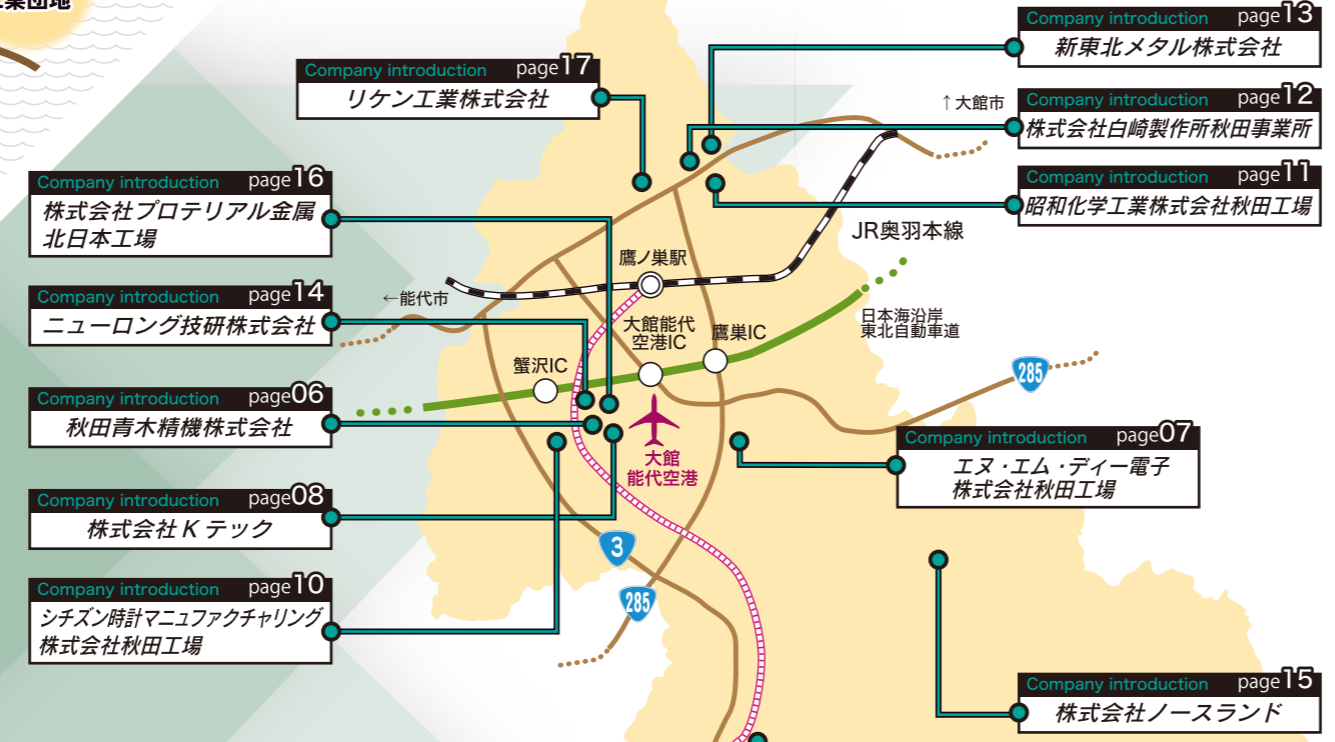 業団地
Company introduction page17
リケン工業株式会社
Company introduction page13
新東北メタル株式会社
↑大館市
Company introduction page12
株式会社白崎製作所秋田事業所
Company introduction page11
昭和化学工業株式会社秋田工場
Company introduction page16
株式会社プロテリアル金属
北日本工場
Company introduction page14
ニューロング技研株式会社
Company introduction page06
秋田青木精機株式会社
Company introduction page08
株式会社Kテック
Company introduction page10
シチズン時計マニュファクチャリング
株式会社秋田工場
JR奥羽本線
鷹ノ巣駅
←能代市
大館能代
空港IC
鷹巣IC
蟹沢IC
日本海沿岸
東北自動車道
285
大館
能代空港
3
285
Company introduction page07
エヌ・エム・ディー電子
株式会社秋田工場
Company introduction page15
株式会社ノースランド